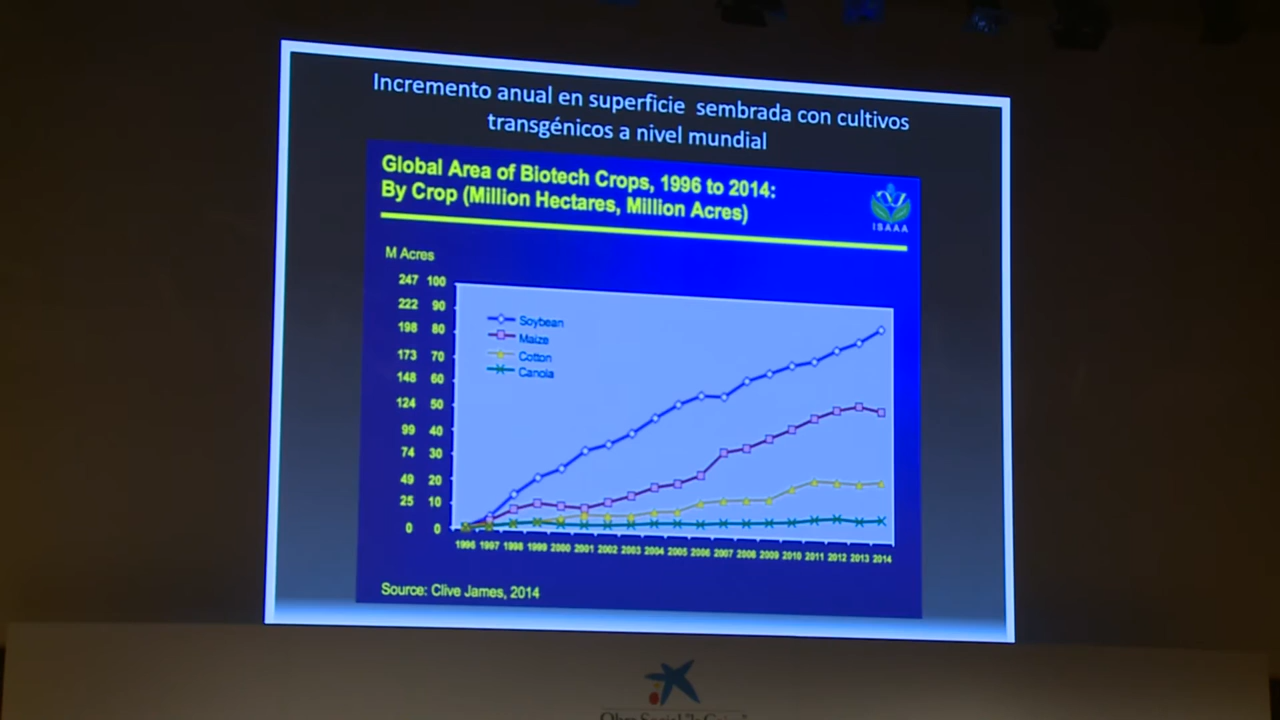 Incremento anual en superficie sembrada con cultivos
transgénicos a nivel mundial
Global Area of Biotech Crops, 1996 to 2014:
By Crop (Million Hectares, Million Acres)
ISAAA
M Acres
247 100
222 90
198 80
173 70
148 60
124 50
99 40
74 30
49 20
25 10
0 0
Soybean
Maize
Cotton
Canola
1996 1997 1998 1999 2000 2001 2002 2003 2004 2005 2006 2007 2008 2009 2010 2011 2012 2013 2014
Source: Clive James, 2014